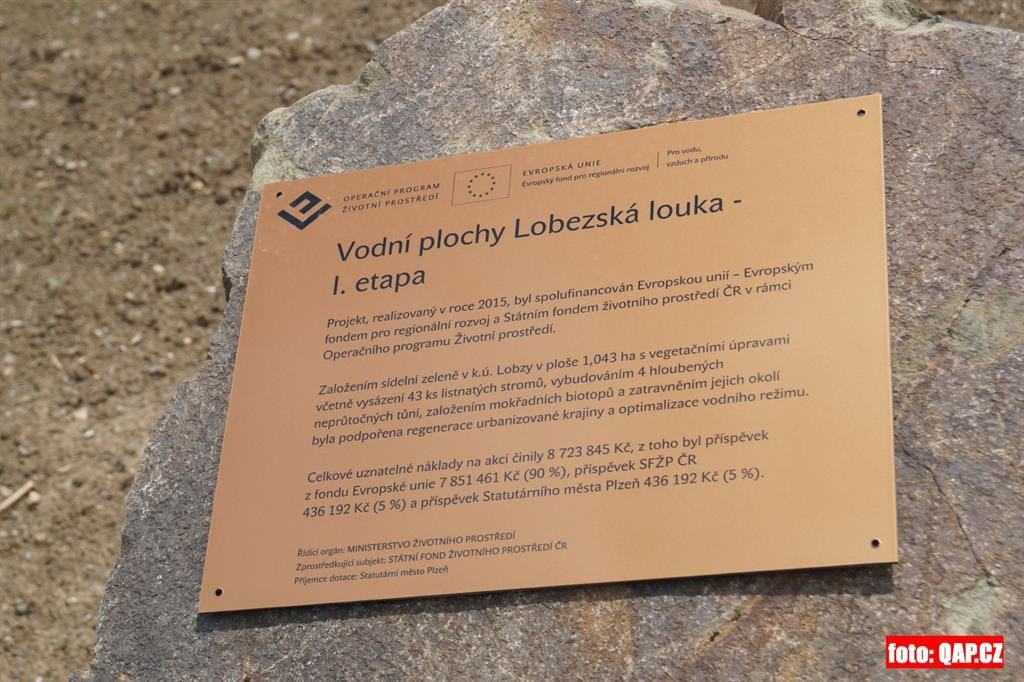 OPERAČNÍ PROGRAM
ŽIVOTNÍ PROSTŘEDÍ
EVROPSKÁ UNIE
Evropský fond pro regionální rozvoj
Pro vodu,
vzduch a přírodu
Vodní plochy Lobezská louka -
I. etapa
Projekt, realizovaný v roce 2015, byl spolufinancován Evropskou unií – Evropským
fondem pro regionální rozvoj a Státním fondem životního prostředí ČR v rámci
Operačního programu Životní prostředí.
Založením sídelní zeleně v k.ú. Lobzy v ploše 1,043 ha s vegetačními úpravami
včetně vysázení 43 ks listnatých stromů, vybudováním 4 hloubených
neprůtočných tůní, založením mokřadních biotopů a zatravněním jejich okolí
byla podpořena regenerace urbanizované krajiny a optimalizace vodního režimu.
Celkové uznatelné náklady na akci činily 8 723 845 Kč, z toho byl příspěvek
z fondu Evropské unie 7 851 461 Kč (90 %), příspěvek SFŽP ČR
436 192 Kč (5 %) a příspěvek Statutárního města Plzeň 436 192 Kč (5 %).
Řídící orgán: MINISTERSTVO ŽIVOTNÍHO PROSTŘEDÍ
Zprostředkující subjekt: STÁTNÍ FOND ŽIVOTNÍHO PROSTŘEDÍ ČR
Příjemce dotace: Statutární město Plzeň
foto: QAP.CZ